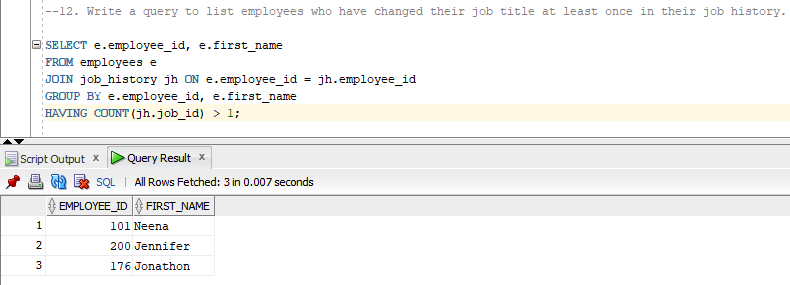 --12. Write a query to list employees who have changed their job title at least once in their job history.
SELECT e.employee_id, e.first_name
FROM employees e
JOIN job_history jh ON e.employee_id = jh.employee_id
GROUP BY e.employee_id, e.first_name
HAVING COUNT(jh.job_id) > 1;
Script Output x Query Result x
SQL | All Rows Fetched: 3 in 0.007 seconds
EMPLOYEE_ID FIRST_NAME
1 101 Neena
2 200 Jennifer
3 176 Jonathon